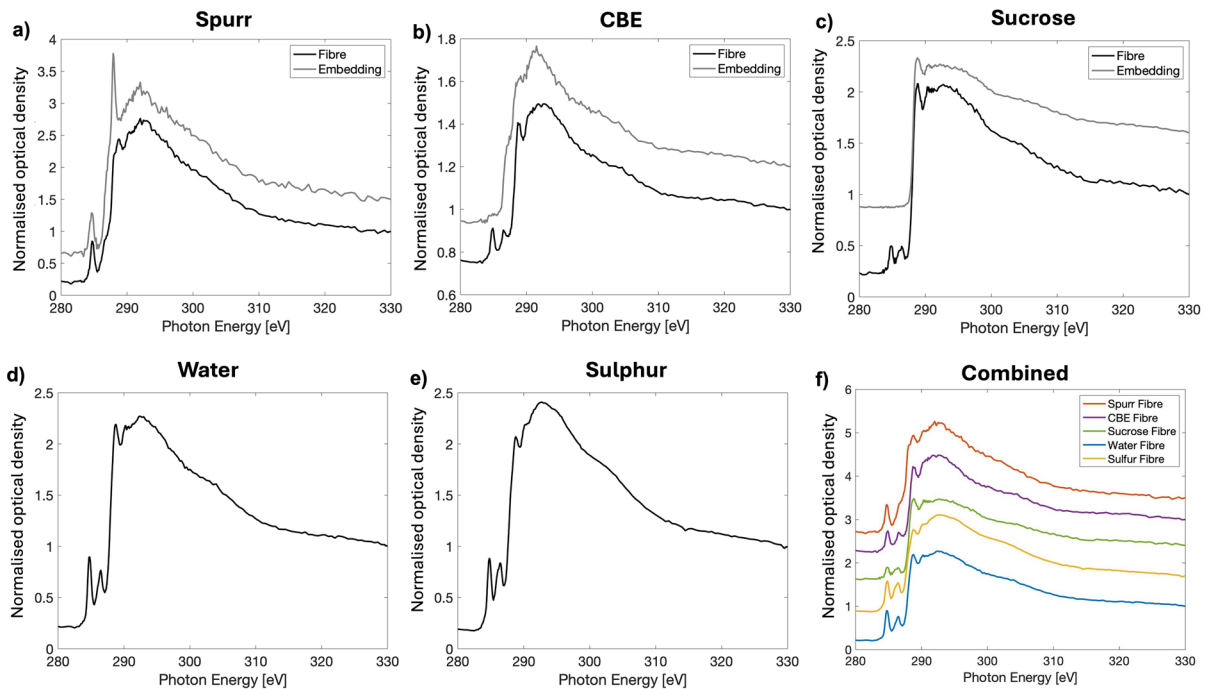 a)
Spurr
Normalised optical density
4
3.5
3
2.5
2
1.5
1
0.5
0
280 290 300 310 320 330
Photon Energy [eV]
Fibre
Embedding
b)
CBE
Normalised optical density
1.8
1.6
1.4
1.2
1
0.8
0.6
280 290 300 310 320 330
Photon Energy [eV]
Fibre
Embedding
c)
Sucrose
Normalised optical density
2.5
2
1.5
1
0.5
0
280 290 300 310 320 330
Photon Energy [eV]
Fibre
Embedding
d)
Water
Normalised optical density
2.5
2
1.5
1
0.5
0
280 290 300 310 320 330
Photon Energy [eV]
e)
Sulphur
Normalised optical density
2.5
2
1.5
1
0.5
0
280 290 300 310 320 330
Photon Energy [eV]
f)
Combined
Normalised optical density
6
5
4
3
2
1
0
280 290 300 310 320 330
Photon Energy [eV]
Spurr Fibre
CBE Fibre
Sucrose Fibre
Water Fibre
Sulfur Fibre